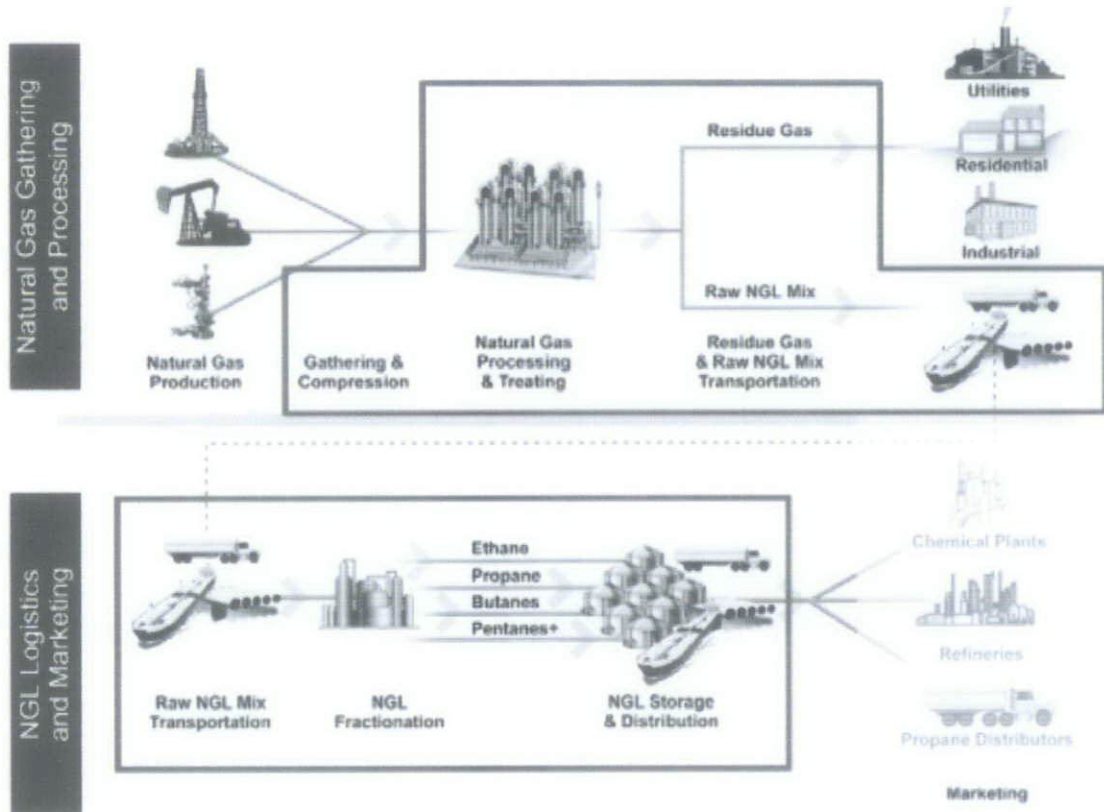 Natural Gas Gathering
and Processing
Utilities
Residue Gas
Residential
Industrial
Raw NGL Mix
Natural Gas
Production
Gathering &
Compression
Natural Gas
Processing
& Treating
Residue Gas
& Raw NGL Mix
Transportation
NGL Logistics
and Marketing
Ethane
Propane
Butanes
Pentanes+
Raw NGL Mix
Transportation
NGL
Fractionation
NGL Storage
& Distribution
Chemical Plants
Refineries
Propane Distributors
Marketing